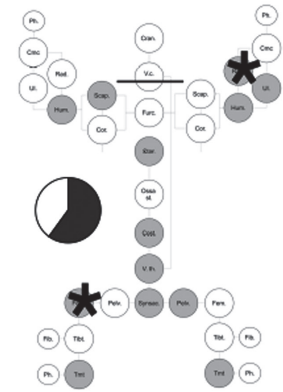 Ph.
Ph.
Cran.
Cmc
Cmc
Rad.
V.c.
Ul.
Scap.
Scap.
Ul.
Hum.
Hum.
Furc.
Cor.
Cor.
Ster.
Ossa
st.
Cost.
V. th.
Pelv.
Synsac.
Pelv.
Fem.
Fib.
Tibt.
Tibt.
Fib.
Ph.
Tmt
Tmt
Ph.